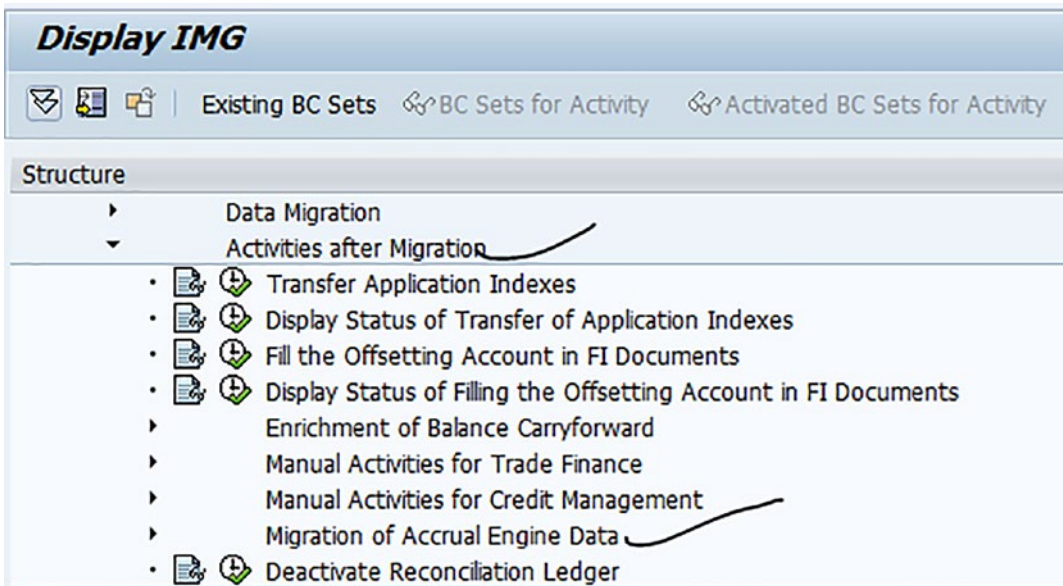 Display IMG
Existing BC Sets BC Sets for Activity Activated BC Sets for Activity
Structure
Data Migration
Activities after Migration
Transfer Application Indexes
Display Status of Transfer of Application Indexes
Fill the Offsetting Account in FI Documents
Display Status of Filling the Offsetting Account in FI Documents
Enrichment of Balance Carryforward
Manual Activities for Trade Finance
Manual Activities for Credit Management
Migration of Accrual Engine Data
Deactivate Reconciliation Ledger